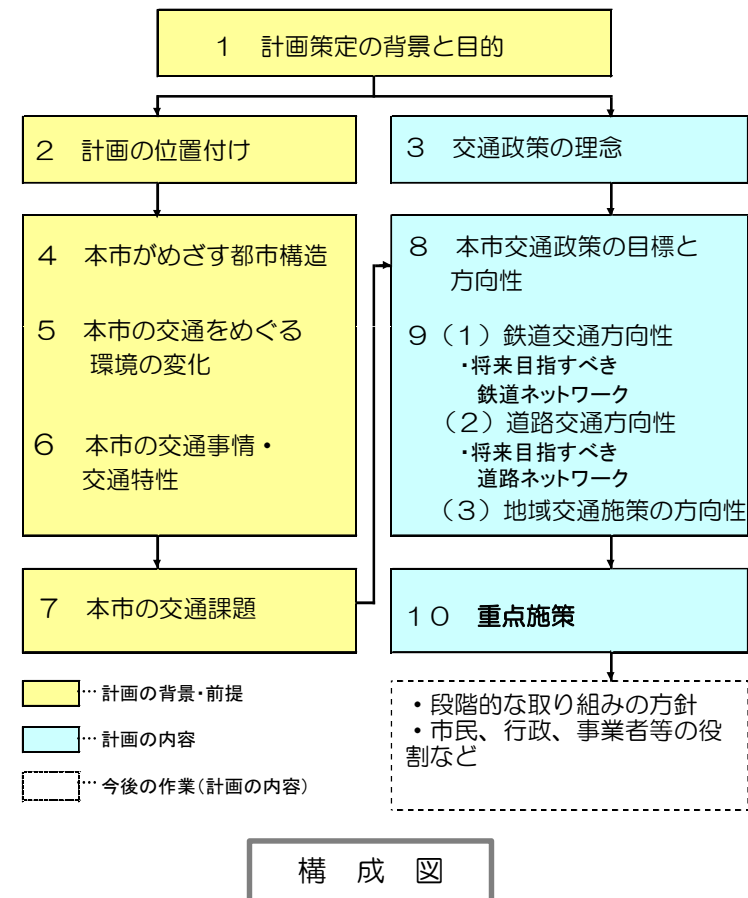 １　計画策定の背景と目的
２　計画の位置付け
３　交通政策の理念
４　本市がめざす都市構造
５　本市の交通をめぐる
環境の変化
６　本市の交通事情・
交通特性
７　本市の交通課題
８　本市交通政策の目標と
方向性
９（１）鉄道交通方向性
・将来目指すべき
鉄道ネットワーク
（２）道路交通方向性
・将来目指すべき
道路ネットワーク
（３）地域交通施策の方向性
１０　重点施策
・段階的な取り組みの方針
・市民、行政、事業者等の役
割など
…計画の背景・前提
…計画の内容
…今後の作業（計画の内容）
構　成　図